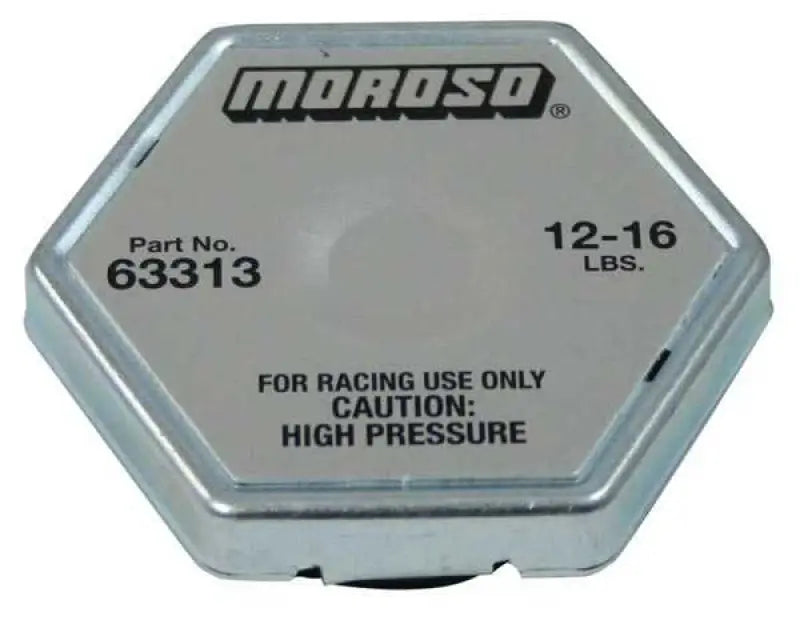 MOROSO®
Part No.
63313
12-16
LBS.
FOR RACING USE ONLY
CAUTION:
HIGH PRESSURE